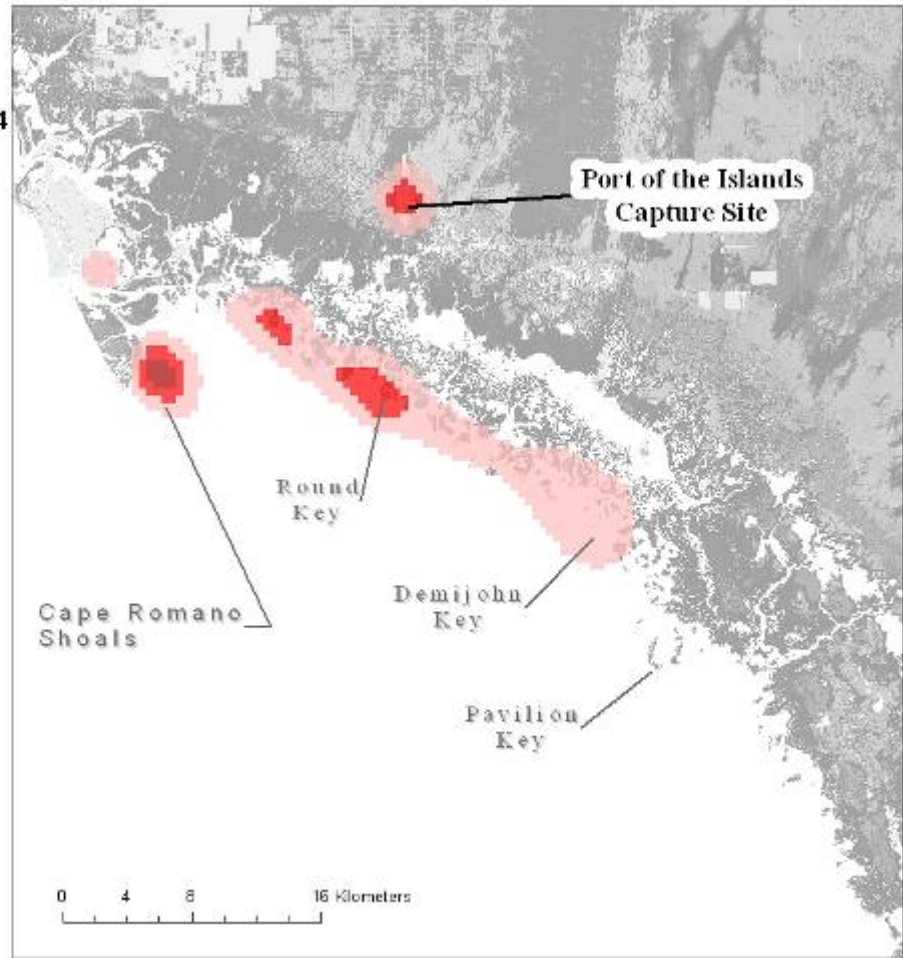 4
Port of the Islands
Capture Site
Round
Key
Cape Romano
Shoals
Demijohn
Key
Pavilion
Key
0 4 8 16 Kilometers